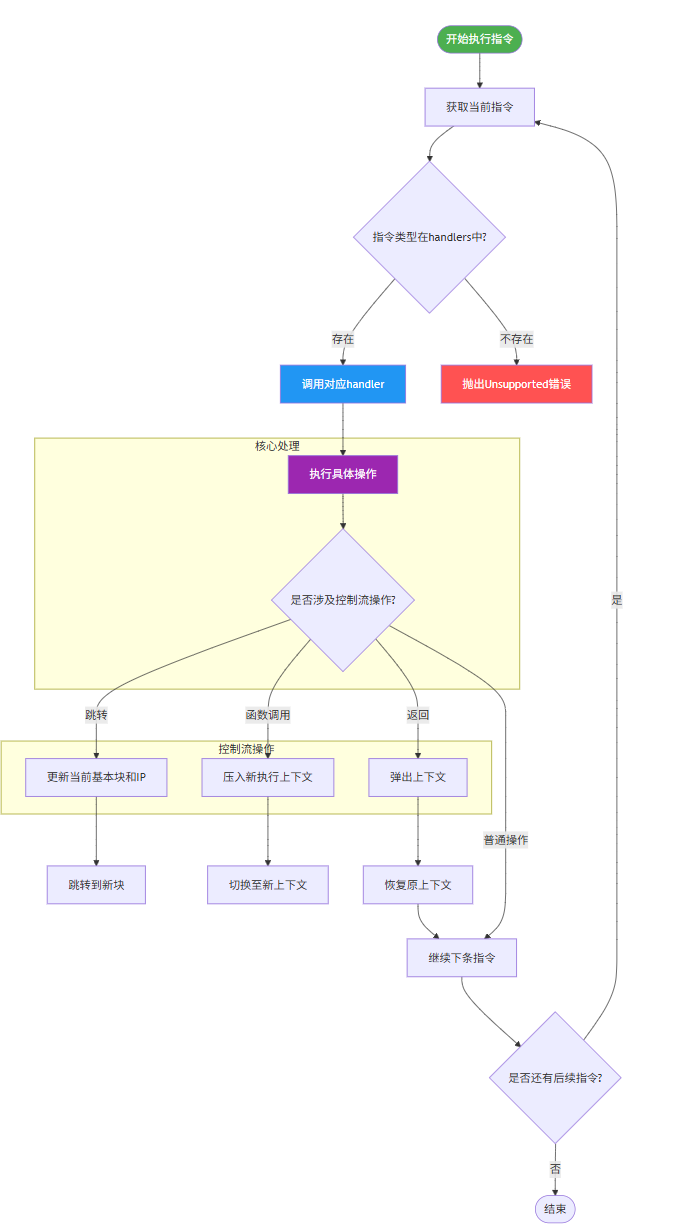 开始执行指令
获取当前指令
指令类型在handlers中?
存在
不存在
调用对应handler
抛出Unsupported错误
核心处理
执行具体操作
是否涉及控制流操作?
是
跳转
函数调用
返回
控制流操作
更新当前基本块和IP
压入新执行上下文
弹出上下文
普通操作
跳转到新块
切换至新上下文
恢复原上下文
继续下条指令
是否还有后续指令?
否
结束